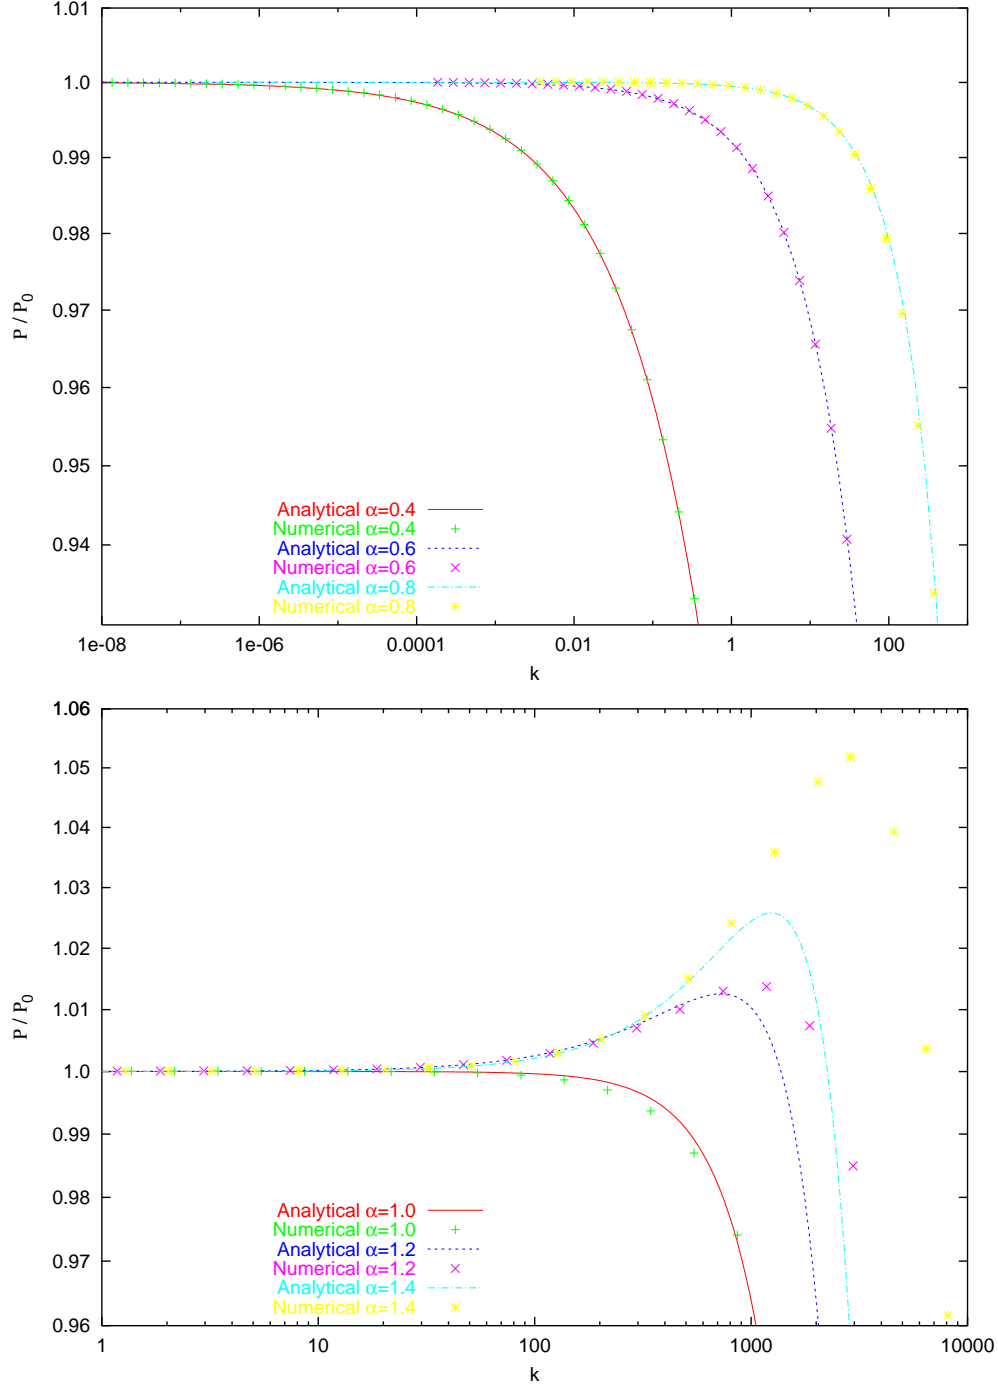 1.01
1.0
0.99
0.98
0.97
0.96
0.95
0.94
P / P0
Analytical α=0.4
Numerical α=0.4
Analytical α=0.6
Numerical α=0.6
Analytical α=0.8
Numerical α=0.8
1e-08 1e-06 0.0001 0.01 1 100
k
1.06
1.05
1.04
1.03
1.02
1.01
1.0
0.99
0.98
0.97
0.96
P / P0
Analytical α=1.0
Numerical α=1.0
Analytical α=1.2
Numerical α=1.2
Analytical α=1.4
Numerical α=1.4
1 10 100 1000 10000
k